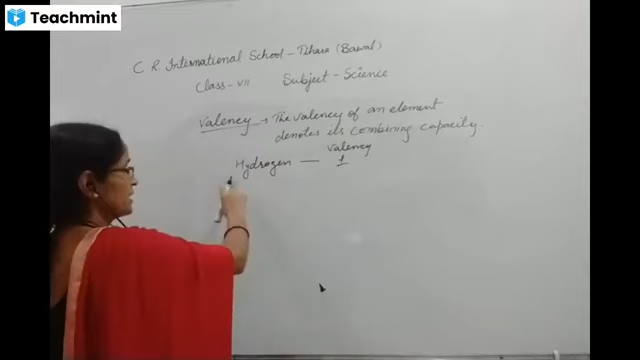 Teachmint
C R International School - Tihara (Bawal)
Class - VII Subject - Science
Valency → The valency of an element
denotes its combining capacity.
Valency
Hydrogen — 1